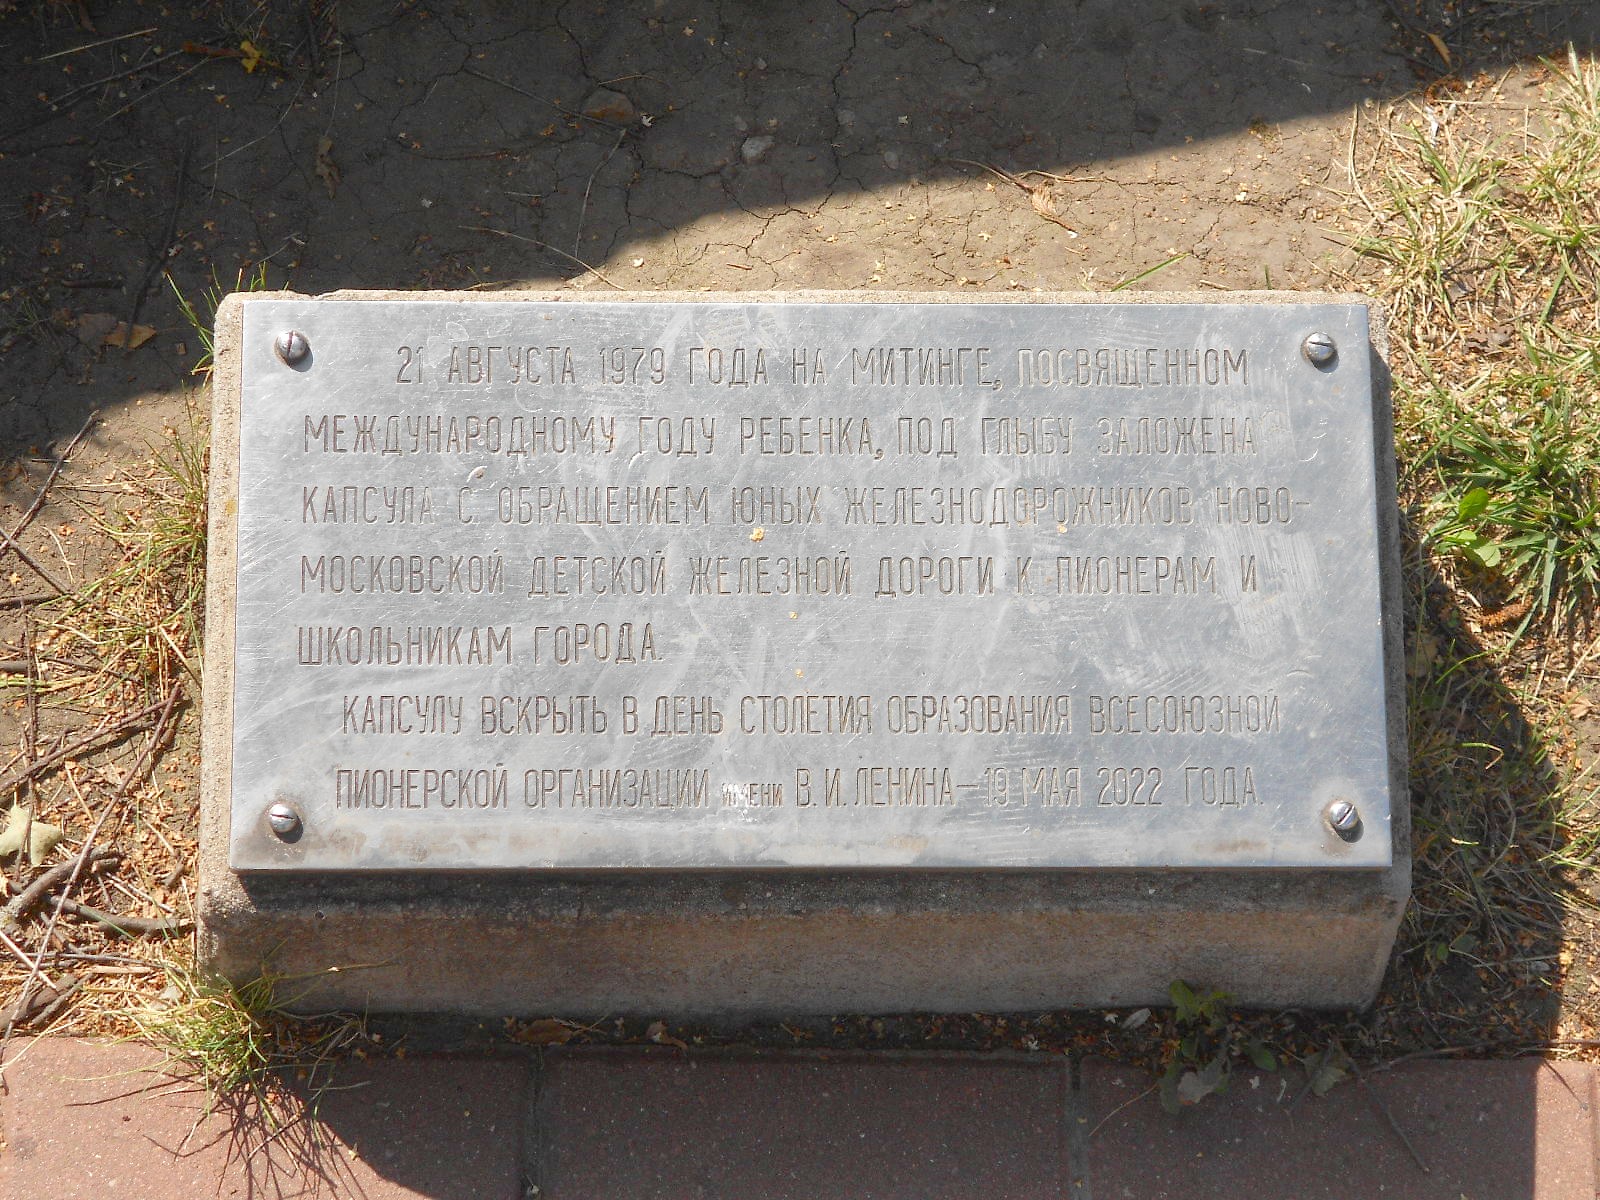 21 АВГУСТА 1979 ГОДА НА МИТИНГЕ, ПОСВЯЩЕННОМ
МЕЖДУНАРОДНОМУ ГОДУ РЕБЕНКА, ПОД ГЛЫБУ ЗАЛОЖЕНА
КАПСУЛА С ОБРАЩЕНИЕМ ЮНЫХ ЖЕЛЕЗНОДОРОЖНИКОВ НОВО-
МОСКОВСКОЙ ДЕТСКОЙ ЖЕЛЕЗНОЙ ДОРОГИ К ПИОНЕРАМ И
ШКОЛЬНИКАМ ГОРОДА.
КАПСУЛУ ВСКРЫТЬ В ДЕНЬ СТОЛЕТИЯ ОБРАЗОВАНИЯ ВСЕСОЮЗНОЙ
ПИОНЕРСКОЙ ОРГАНИЗАЦИИ ИМЕНИ В. И. ЛЕНИНА — 19 МАЯ 2022 ГОДА.